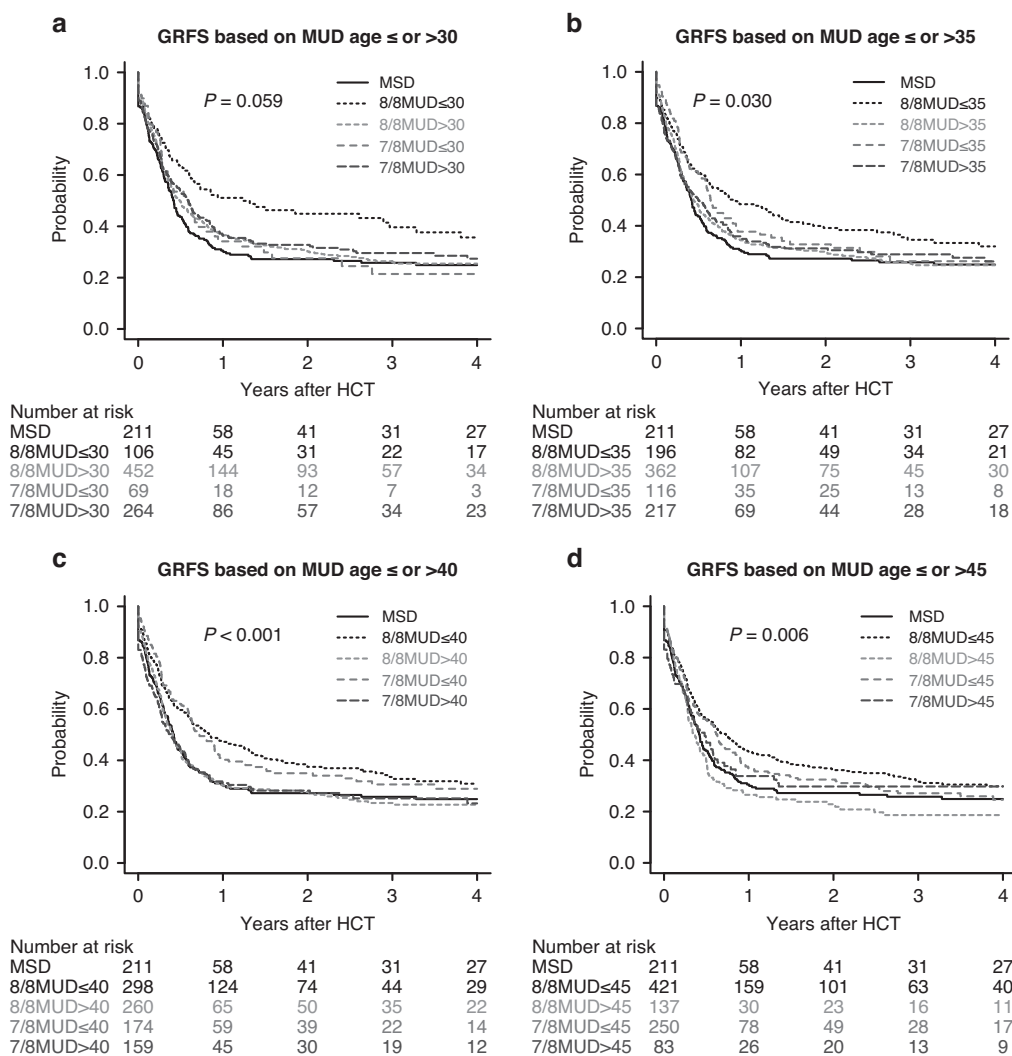 a
GRFS based on MUD age ≤ or >30
1.0
0.8
0.6
0.4
0.2
0.0
Probability
P = 0.059
MSD
8/8MUD≤30
8/8MUD>30
7/8MUD≤30
7/8MUD>30
0 1 2 3 4
Years after HCT
Number at risk
MSD 211 58 41 31 27
8/8MUD≤30 106 45 31 22 17
8/8MUD>30 452 144 93 57 34
7/8MUD≤30 69 18 12 7 3
7/8MUD>30 264 86 57 34 23
b
GRFS based on MUD age ≤ or >35
1.0
0.8
0.6
0.4
0.2
0.0
Probability
P = 0.030
MSD
8/8MUD≤35
8/8MUD>35
7/8MUD≤35
7/8MUD>35
0 1 2 3 4
Years after HCT
Number at risk
MSD 211 58 41 31 27
8/8MUD≤35 196 82 49 34 21
8/8MUD>35 362 107 75 45 30
7/8MUD≤35 116 35 25 13 8
7/8MUD>35 217 69 44 28 18
c
GRFS based on MUD age ≤ or >40
1.0
0.8
0.6
0.4
0.2
0.0
Probability
P < 0.001
MSD
8/8MUD≤40
8/8MUD>40
7/8MUD≤40
7/8MUD>40
0 1 2 3 4
Years after HCT
Number at risk
MSD 211 58 41 31 27
8/8MUD≤40 298 124 74 44 29
8/8MUD>40 260 65 50 35 22
7/8MUD≤40 174 59 39 22 14
7/8MUD>40 159 45 30 19 12
d
GRFS based on MUD age ≤ or >45
1.0
0.8
0.6
0.4
0.2
0.0
Probability
P = 0.006
MSD
8/8MUD≤45
8/8MUD>45
7/8MUD≤45
7/8MUD>45
0 1 2 3 4
Years after HCT
Number at risk
MSD 211 58 41 31 27
8/8MUD≤45 421 159 101 63 40
8/8MUD>45 137 30 23 16 11
7/8MUD≤45 250 78 49 28 17
7/8MUD>45 83 26 20 13 9